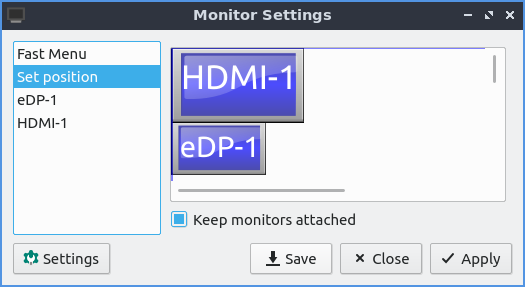 Monitor Settings
Fast Menu
Set position
eDP-1
HDMI-1
HDMI-1
eDP-1
Keep monitors attached
Settings
Save
Close
Apply